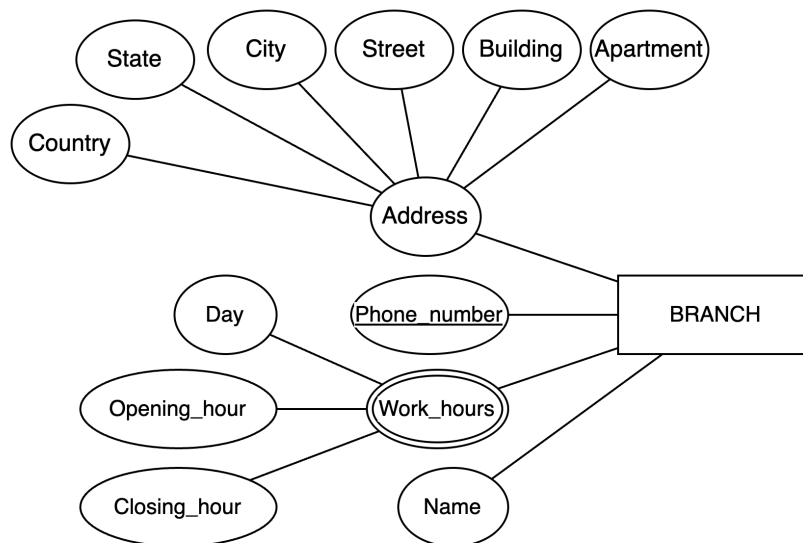 State
City
Street
Building
Apartment
Country
Address
Day
Phone_number
BRANCH
Opening_hour
Work_hours
Closing_hour
Name